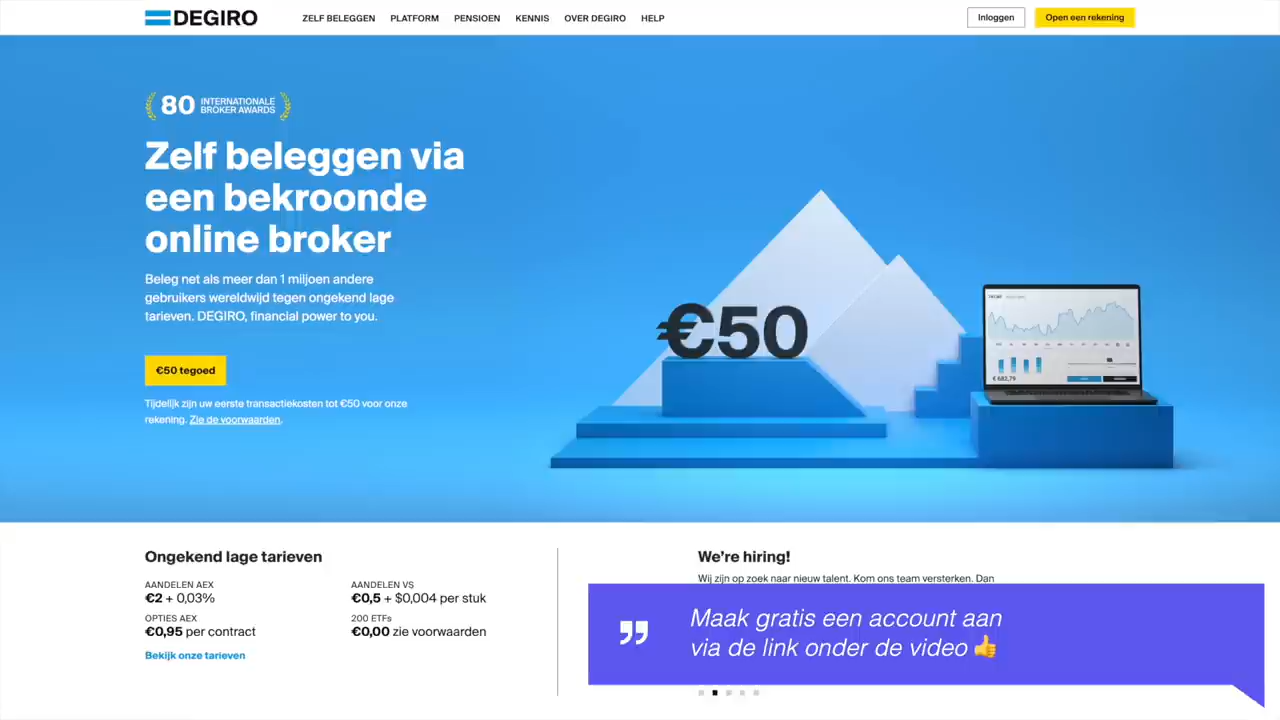 DEGIRO
ZELF BELEGGEN PLATFORM PENSIOEN KENNIS OVER DEGIRO HELP
Inloggen
Open een rekening
80 INTERNATIONALE
BROKER AWARDS
Zelf beleggen via
een bekroonde
online broker
Beleg net als meer dan 1 miljoen andere
gebruikers wereldwijd tegen ongekend lage
tarieven. DEGIRO, financial power to you.
€50 tegoed
Tijdelijk zijn uw eerste transactiekosten tot €50 voor onze
rekening. Zie de voorwaarden.
€50
€ 682,79
Ongekend lage tarieven
AANDELEN AEX
€2 + 0,03%
AANDELEN VS
€0,5 + $0,004 per stuk
OPTIES AEX
€0,95 per contract
200 ETFs
€0,00 zie voorwaarden
Bekijk onze tarieven
We're hiring!
Wij zijn op zoek naar nieuw talent. Kom ons team versterken. Dan
Maak gratis een account aan
via de link onder de video 👍